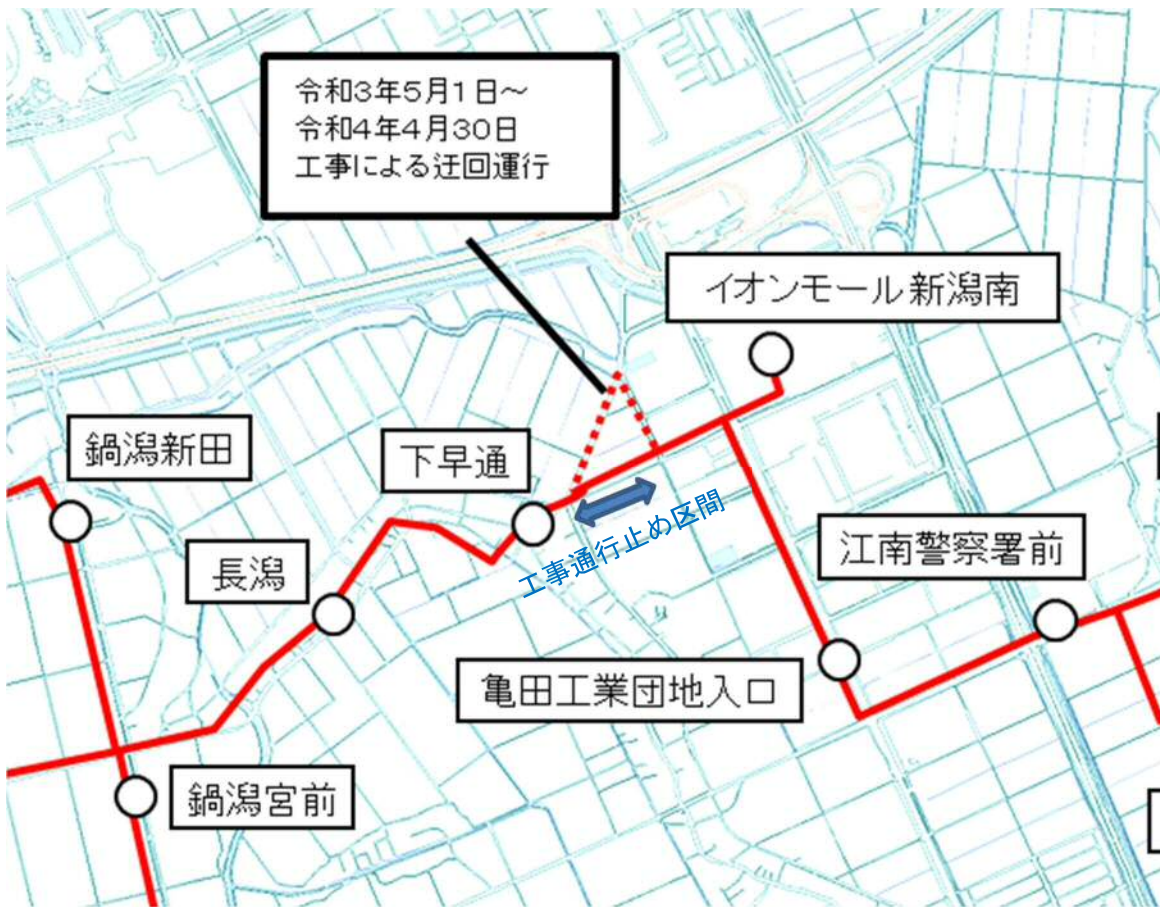 令和3年5月1日～
令和4年4月30日
工事による迂回運行
イオンモール新潟南
鍋潟新田
下早通
工事通行止め区間
江南警察署前
長潟
亀田工業団地入口
鍋潟宮前